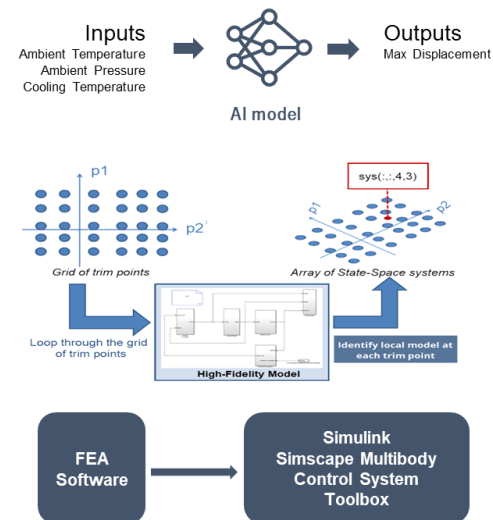 Inputs
Ambient Temperature
Ambient Pressure
Cooling Temperature
AI model
Outputs
Max Displacement
p1
p2
Grid of trim points
sys(:,:,4,3)
p1
p2
Array of State-Space systems
Loop through the grid
of trim points
High-Fidelity Model
Identify local model at
each trim point
FEA
Software
Simulink
Simscape Multibody
Control System
Toolbox